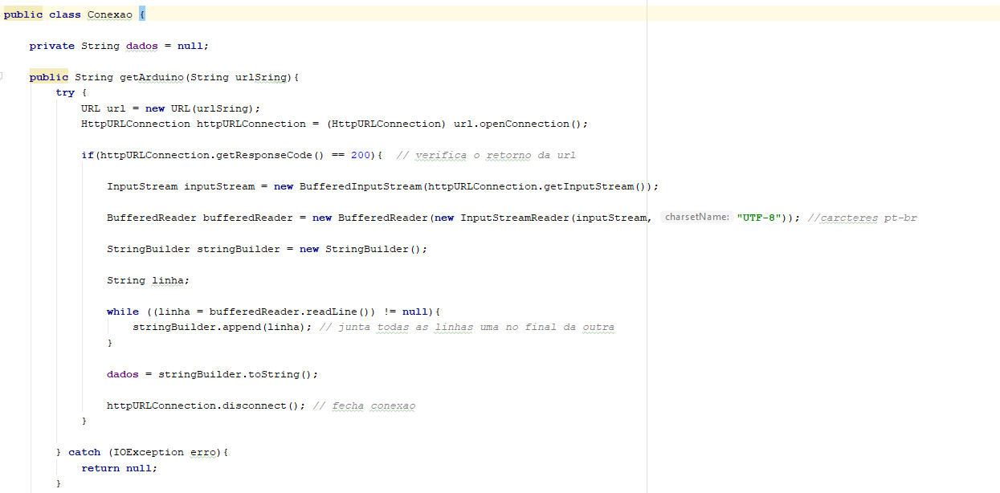 public class Conexao {
private String dados = null;
public String getArduino(String urlSring){
try {
URL url = new URL(urlSring);
HttpURLConnection httpURLConnection = (HttpURLConnection) url.openConnection();
if(httpURLConnection.getResponseCode() == 200){ // verifica o retorno da url
InputStream inputStream = new BufferedInputStream(httpURLConnection.getInputStream());
BufferedReader bufferedReader = new BufferedReader(new InputStreamReader(inputStream, charsetName: "UTF-8")); //carcteres pt-br
StringBuilder stringBuilder = new StringBuilder();
String linha;
while ((linha = bufferedReader.readLine()) != null){
stringBuilder.append(linha); // junta todas as linhas uma no final da outra
}
dados = stringBuilder.toString();
httpURLConnection.disconnect(); // fecha conexao
}
} catch (IOException erro){
return null;
}